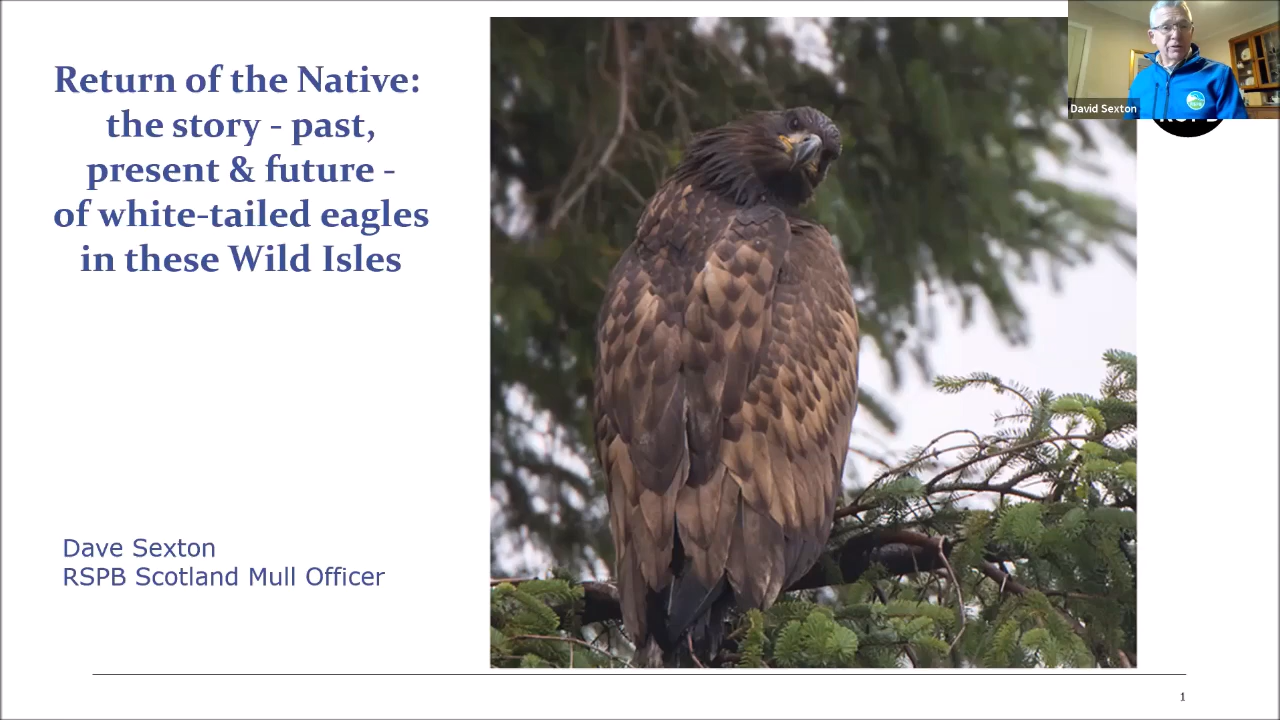 Return of the Native:
the story - past,
present & future -
of white-tailed eagles
in these Wild Isles
David Sexton
Dave Sexton
RSPB Scotland Mull Officer
1